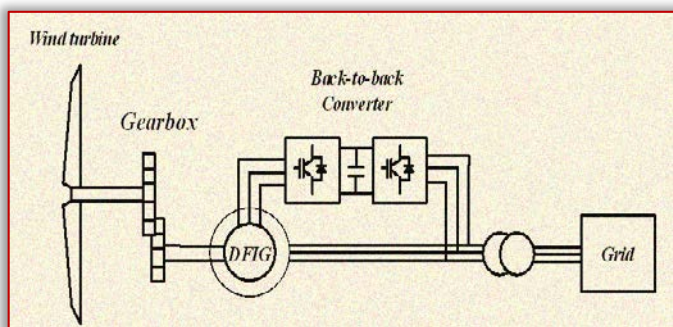 Wind turbine
Back-to-back
Converter
Gearbox
DFIG
Grid